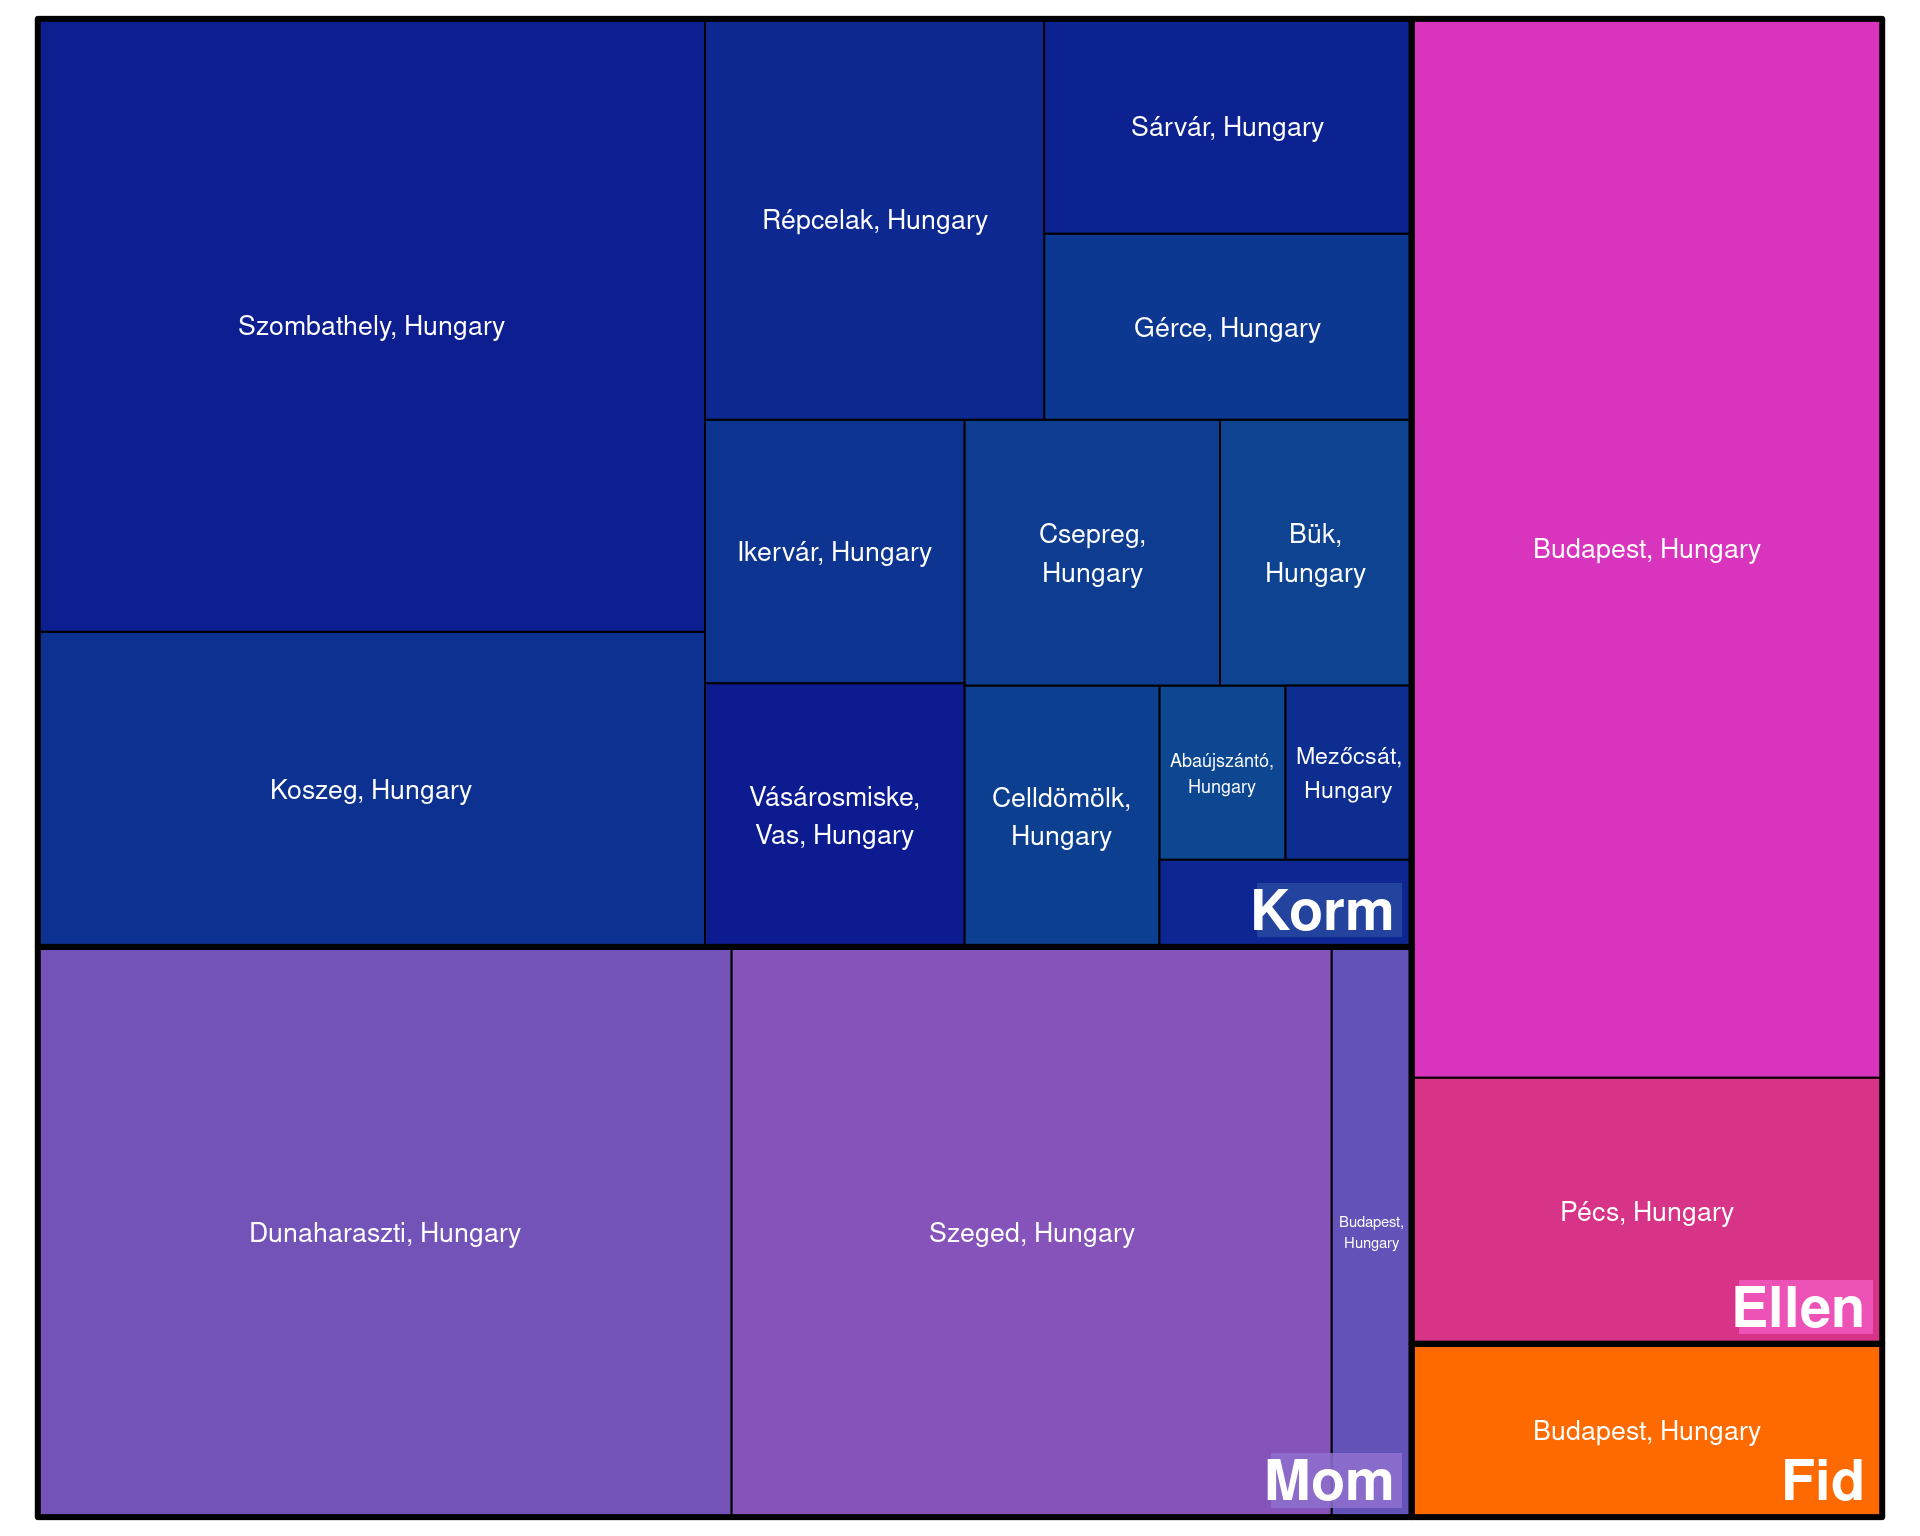 Szombathely, Hungary
Koszeg, Hungary
Répcelak, Hungary
Sárvár, Hungary
Gérce, Hungary
Ikervár, Hungary
Csepreg,
Hungary
Bük,
Hungary
Vásárosmiske,
Vas, Hungary
Celldömölk,
Hungary
Abaújszántó,
Hungary
Mezőcsát,
Hungary
Korm
Dunaharaszti, Hungary
Szeged, Hungary
Budapest,
Hungary
Mom
Budapest, Hungary
Pécs, Hungary
Ellen
Budapest, Hungary
Fid